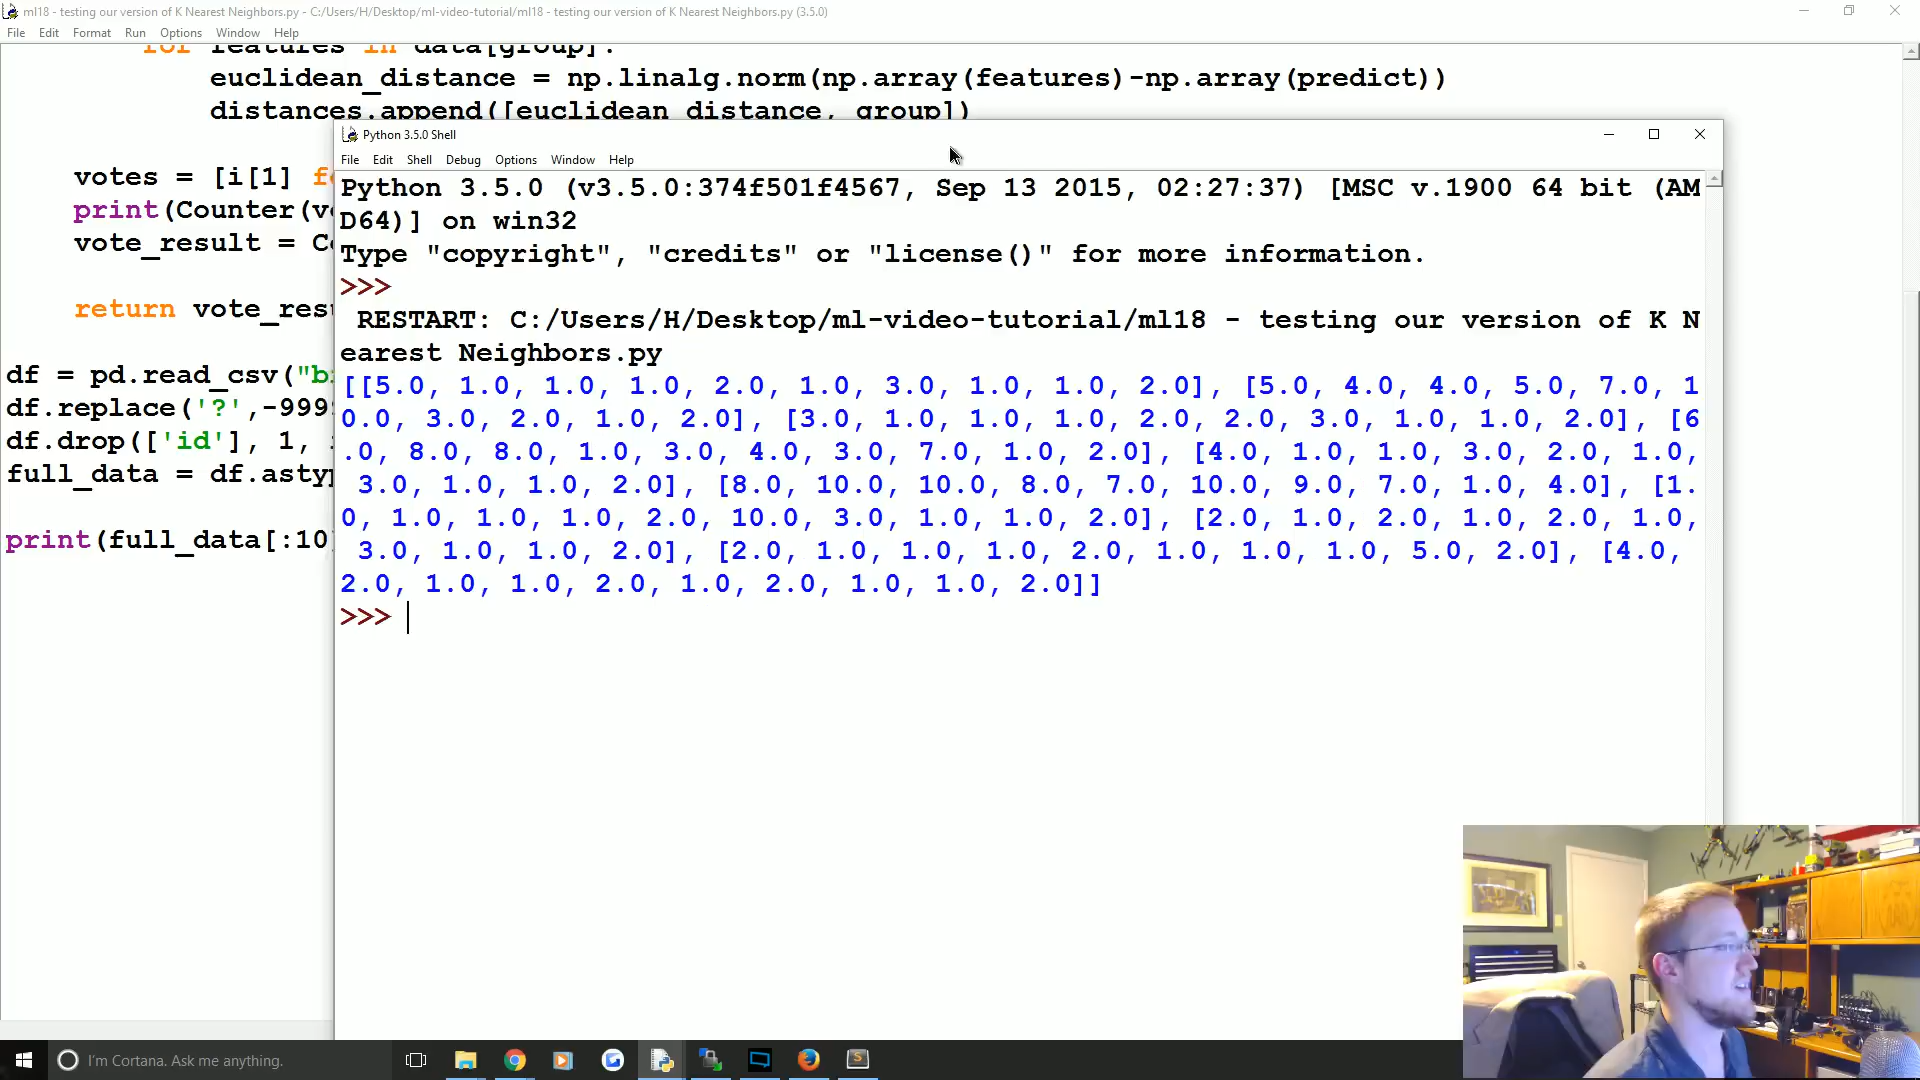 ml18 - testing our version of K Nearest Neighbors.py - C:/Users/H/Desktop/ml-video-tutorial/ml18 - testing our version of K Nearest Neighbors.py (3.5.0)
File Edit Format Run Options Window Help
for features in data[group]:
euclidean_distance = np.linalg.norm(np.array(features)-np.array(predict))
distances.append([euclidean_distance, group])
votes = [i[1] fo
print(Counter(vo
vote_result = Co
return vote_resu
df = pd.read_csv("br
df.replace('?',-9999
df.drop(['id'], 1, i
full_data = df.astyp
print(full_data[:10]
Python 3.5.0 Shell
File Edit Shell Debug Options Window Help
Python 3.5.0 (v3.5.0:374f501f4567, Sep 13 2015, 02:27:37) [MSC v.1900 64 bit (AM
D64)] on win32
Type "copyright", "credits" or "license()" for more information.
>>>
RESTART: C:/Users/H/Desktop/ml-video-tutorial/ml18 - testing our version of K N
earest Neighbors.py
[[5.0, 1.0, 1.0, 1.0, 2.0, 1.0, 3.0, 1.0, 1.0, 2.0], [5.0, 4.0, 4.0, 5.0, 7.0, 1
0.0, 3.0, 2.0, 1.0, 2.0], [3.0, 1.0, 1.0, 1.0, 2.0, 2.0, 3.0, 1.0, 1.0, 2.0], [6
.0, 8.0, 8.0, 1.0, 3.0, 4.0, 3.0, 7.0, 1.0, 2.0], [4.0, 1.0, 1.0, 3.0, 2.0, 1.0,
3.0, 1.0, 1.0, 2.0], [8.0, 10.0, 10.0, 8.0, 7.0, 10.0, 9.0, 7.0, 1.0, 4.0], [1.
0, 1.0, 1.0, 1.0, 2.0, 10.0, 3.0, 1.0, 1.0, 2.0], [2.0, 1.0, 2.0, 1.0, 2.0, 1.0,
3.0, 1.0, 1.0, 2.0], [2.0, 1.0, 1.0, 1.0, 2.0, 1.0, 1.0, 1.0, 5.0, 2.0], [4.0,
2.0, 1.0, 1.0, 2.0, 1.0, 2.0, 1.0, 1.0, 2.0]]
>>>
I'm Cortana. Ask me anything.